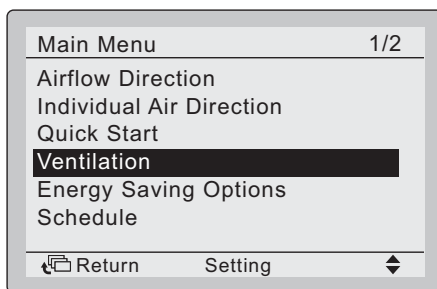 Main Menu 1/2
Airflow Direction
Individual Air Direction
Quick Start
Ventilation
Energy Saving Options
Schedule
Return Setting